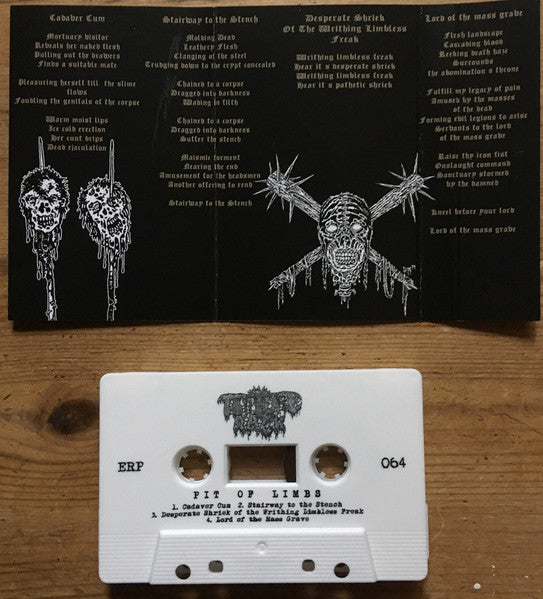 Cadaver Cum
Mortuary visitor
Reveals her naked flesh
Pulling out the drawers
Finds a suitable mate
Pleasuring herself till the slime
flows
Fondling the genitals of the corpse
Warm moist lips
Ice cold erection
Her cunt drips
Dead ejaculation
Stairway to the Stench
Molding Dead
Leathery Flesh
Clanging of the steel
Trudging down to the crypt concealed
Chained to a corpse
Dragged into darkness
Wading in filth
Chained to a corpse
Dragged into darkness
Suffer the stench
Maismic torment
Nearing the end
Amusement for the headsmen
Another offering to rend
Stairway to the Stench
Desperate Shriek
Of The Writhing Limbless
Freak
Writhing limbless freak
Hear it s desperate shriek
Writhing limbless freak
Hear it s pathetic shriek
Lord of the mass grave
Flesh landscape
Cascading blood
Reeking death haze
Surrounds
the abomination s throne
Fulfill my legacy of pain
Amused by the masses
of the dead
Forming evil legions to arise
Servants to the lord
of the mass grave
Raise thy icon fist
Onslaught command
Sanctuary stormed
by the damned
Kneel before your lord
Lord of the mass grave
ERP
064
PIT OF LIMBS
1. Cadaver Cum 2. Stairway to the Stench
3. Desperate Shriek of the Writhing Limbless Freak
4. Lord of the Mass Grave